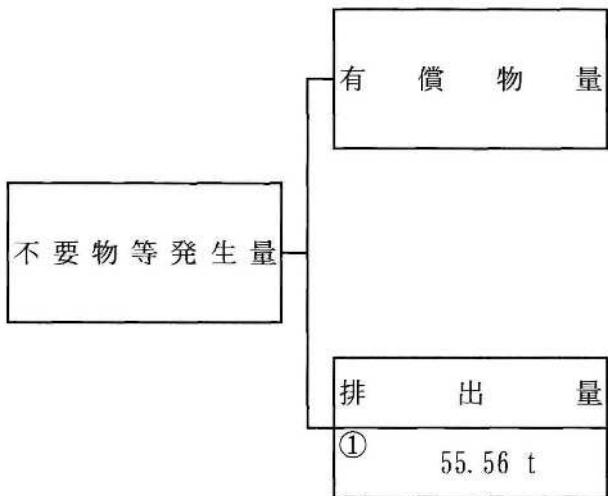 有償物量
不要物等発生量
排出量
①
55.56 t